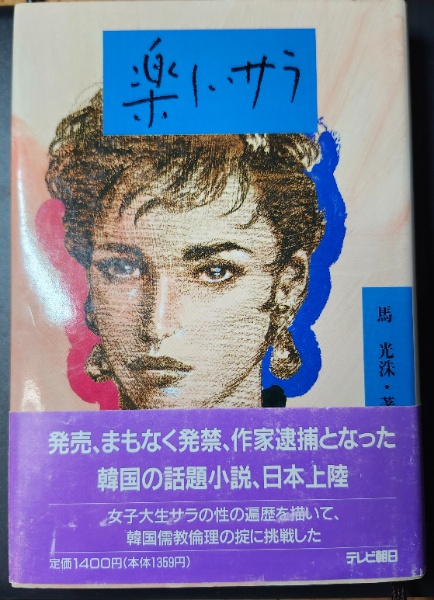 楽しいサラ
馬 光洙・著
発売、まもなく発禁、作家逮捕となった
韓国の話題小説、日本上陸
女子大生サラの性の遍歴を描いて、
韓国儒教倫理の掟に挑戦した
定価1400円(本体1359円)
テレビ朝日